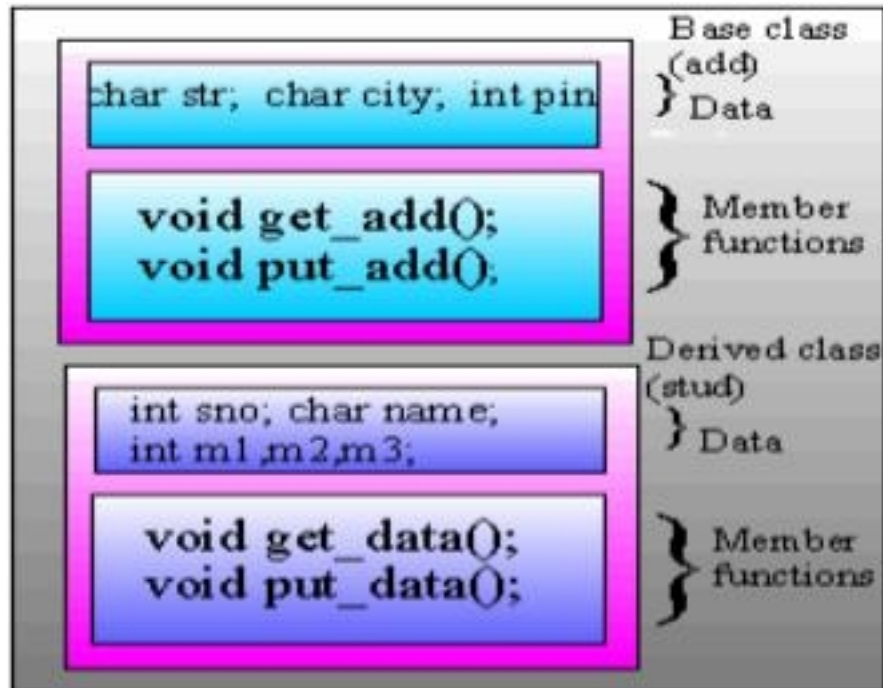 Base class
(add)
char str;  char city;  int pin
} Data
void get_add();
void put_add();
} Member
functions
Derived class
(stud)
int sno; char name;
int m1,m2,m3;
} Data
void get_data();
void put_data();
} Member
functions